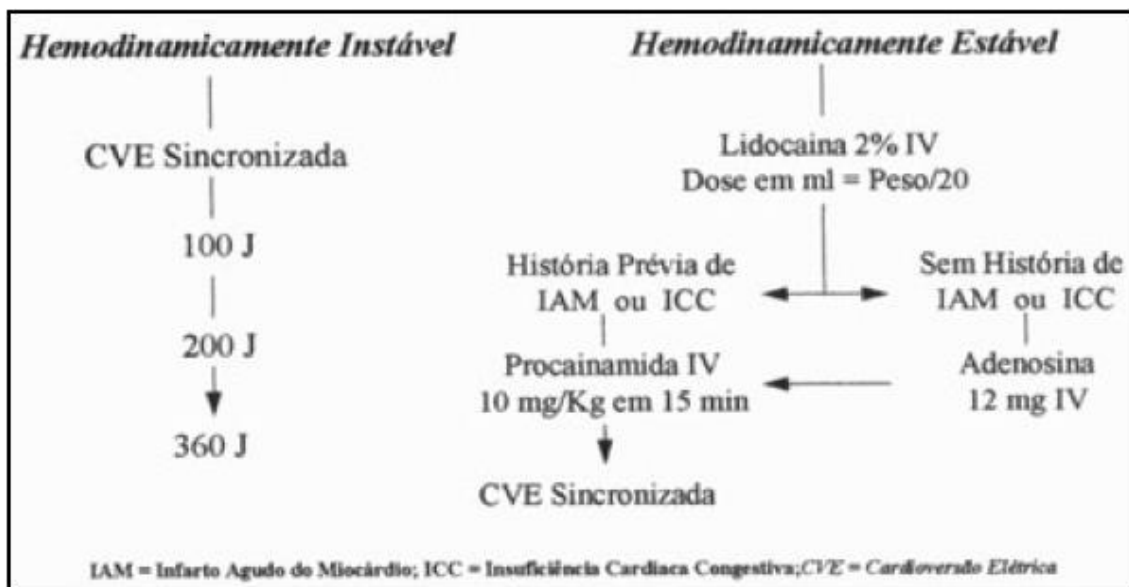 Hemodinamicamente Instável
CVE Sincronizada
100 J
200 J
360 J
Hemodinamicamente Estável
Lidocaina 2% IV
Dose em ml = Peso/20
História Prévia de
IAM ou ICC
Sem História de
IAM ou ICC
Procainamida IV
10 mg/Kg em 15 min
Adenosina
12 mg IV
CVE Sincronizada
IAM = Infarto Agudo do Miocárdio; ICC = Insuficiência Cardiaca Congestiva;CVE = Cardioversão Elétrica